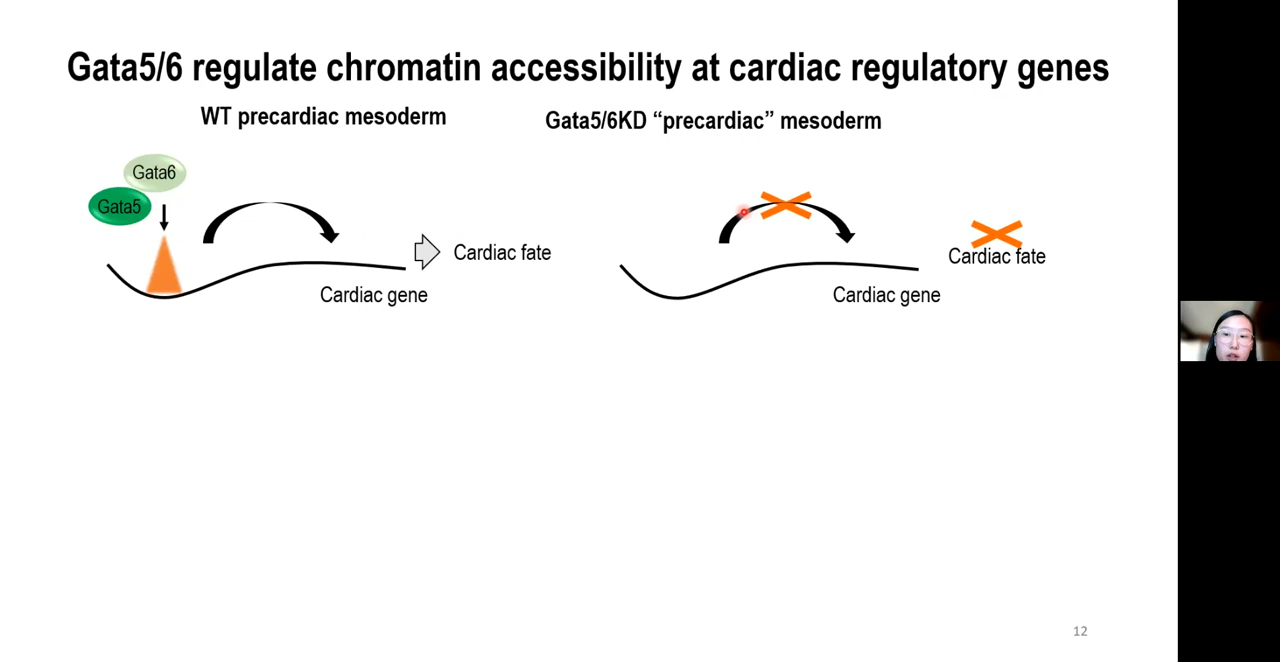 Gata5/6 regulate chromatin accessibility at cardiac regulatory genes
WT precardiac mesoderm
Gata5/6KD “precardiac” mesoderm
Gata6
Gata5
Cardiac fate
Cardiac gene
Cardiac fate
Cardiac gene
12